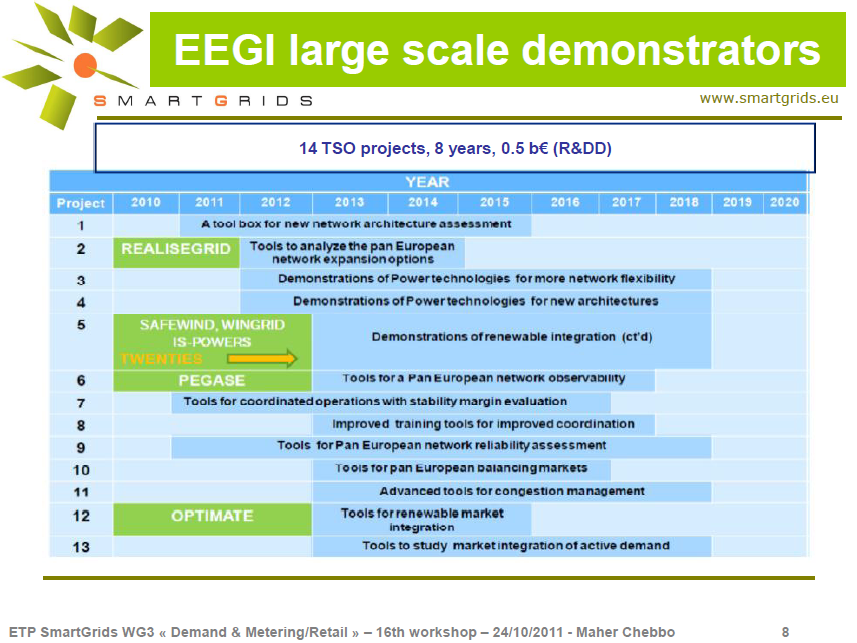 EEGI large scale demonstrators
SMARTGRIDS
www.smartgrids.eu
14 TSO projects, 8 years, 0.5 b€ (R&DD)
YEAR
Project 2010 2011 2012 2013 2014 2015 2016 2017 2018 2019 2020
1 A tool box for new network architecture assessment
2 REALISEGRID Tools to analyze the pan European
network expansion options
3 Demonstrations of Power technologies for more network flexibility
4 Demonstrations of Power technologies for new architectures
5 SAFEWIND, WINGRID
IS-POWERS
TWENTIES
Demonstrations of renewable integration (ct'd)
6 PEGASE Tools for a Pan European network observability
7 Tools for coordinated operations with stability margin evaluation
8 Improved training tools for improved coordination
9 Tools for Pan European network reliability assessment
10 Tools for pan European balancing markets
11 Advanced tools for congestion management
12 OPTIMATE Tools for renewable market
integration
13 Tools to study market integration of active demand
ETP SmartGrids WG3 « Demand & Metering/Retail » – 16th workshop – 24/10/2011 - Maher Chebbo 8